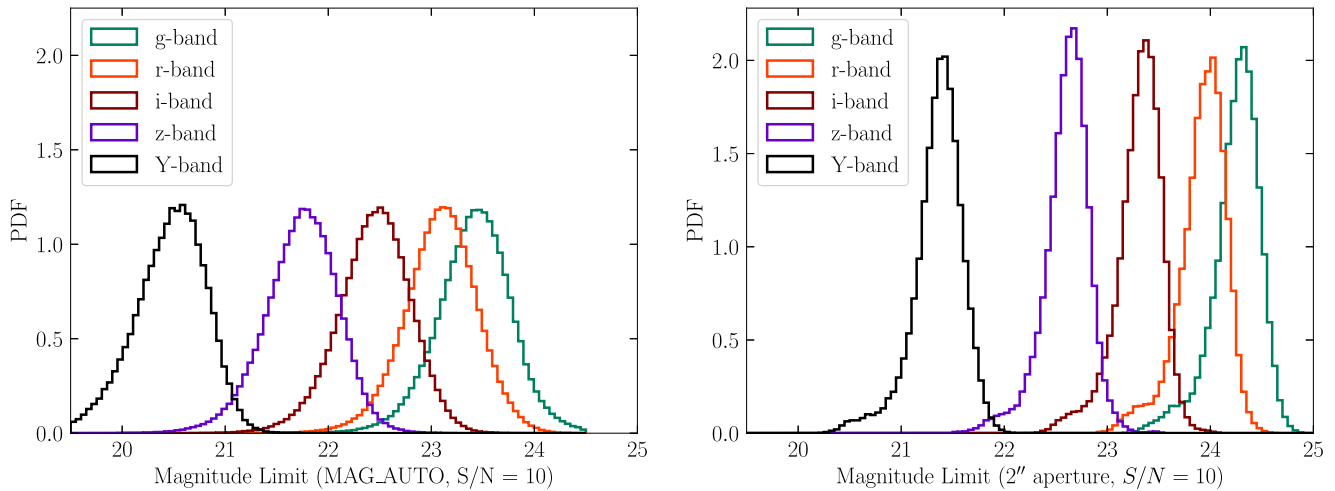 g-band
r-band
i-band
z-band
Y-band
PDF
2.0
1.5
1.0
0.5
0.0
20 21 22 23 24 25
Magnitude Limit (MAG_AUTO, S/N = 10)
g-band
r-band
i-band
z-band
Y-band
PDF
2.0
1.5
1.0
0.5
0.0
20 21 22 23 24 25
Magnitude Limit (2′′ aperture, S/N = 10)